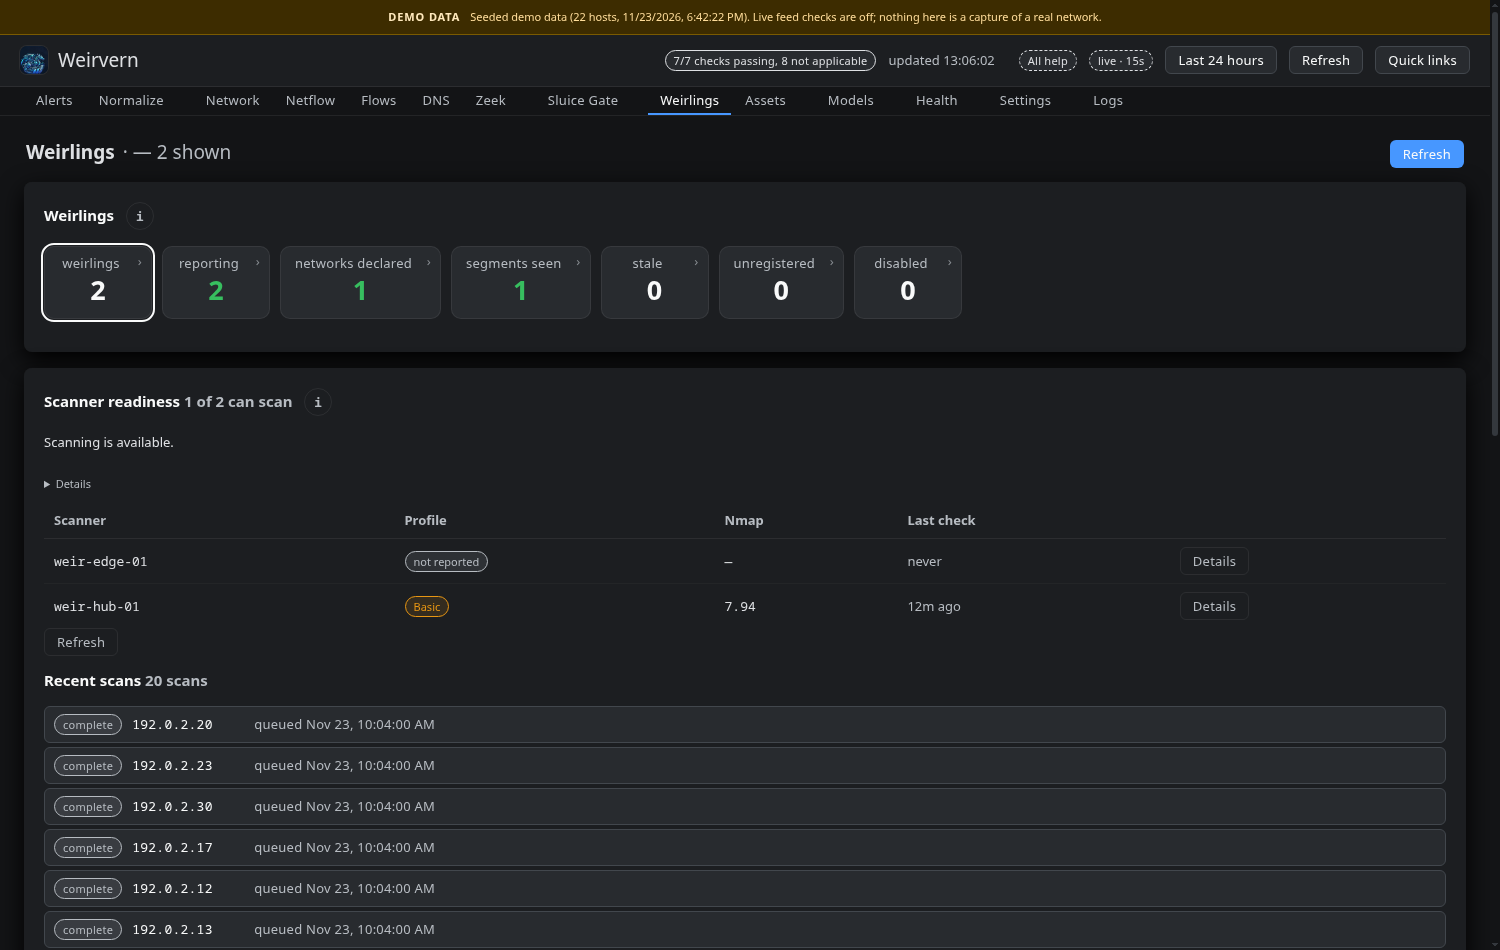 DEMO DATA Seeded demo data (22 hosts, 11/23/2026, 6:42:22 PM). Live feed checks are off; nothing here is a capture of a real network.
Weirvern 7/7 checks passing, 8 not applicable updated 13:06:02 All help live · 15s Last 24 hours Refresh Quick links
Alerts Normalize Network Netflow Flows DNS Zeek Sluice Gate Weirlings Assets Models Health Settings Logs
Weirlings · — 2 shown Refresh
Weirlings i
weirlings › reporting › networks declared › segments seen › stale › unregistered › disabled ›
2 2 1 1 0 0 0
Scanner readiness 1 of 2 can scan i
Scanning is available.
▶ Details
Scanner Profile Nmap Last check
weir-edge-01 not reported — never Details
weir-hub-01 Basic 7.94 12m ago Details
Refresh
Recent scans 20 scans
complete 192.0.2.20 queued Nov 23, 10:04:00 AM
complete 192.0.2.23 queued Nov 23, 10:04:00 AM
complete 192.0.2.30 queued Nov 23, 10:04:00 AM
complete 192.0.2.17 queued Nov 23, 10:04:00 AM
complete 192.0.2.12 queued Nov 23, 10:04:00 AM
complete 192.0.2.13 queued Nov 23, 10:04:00 AM